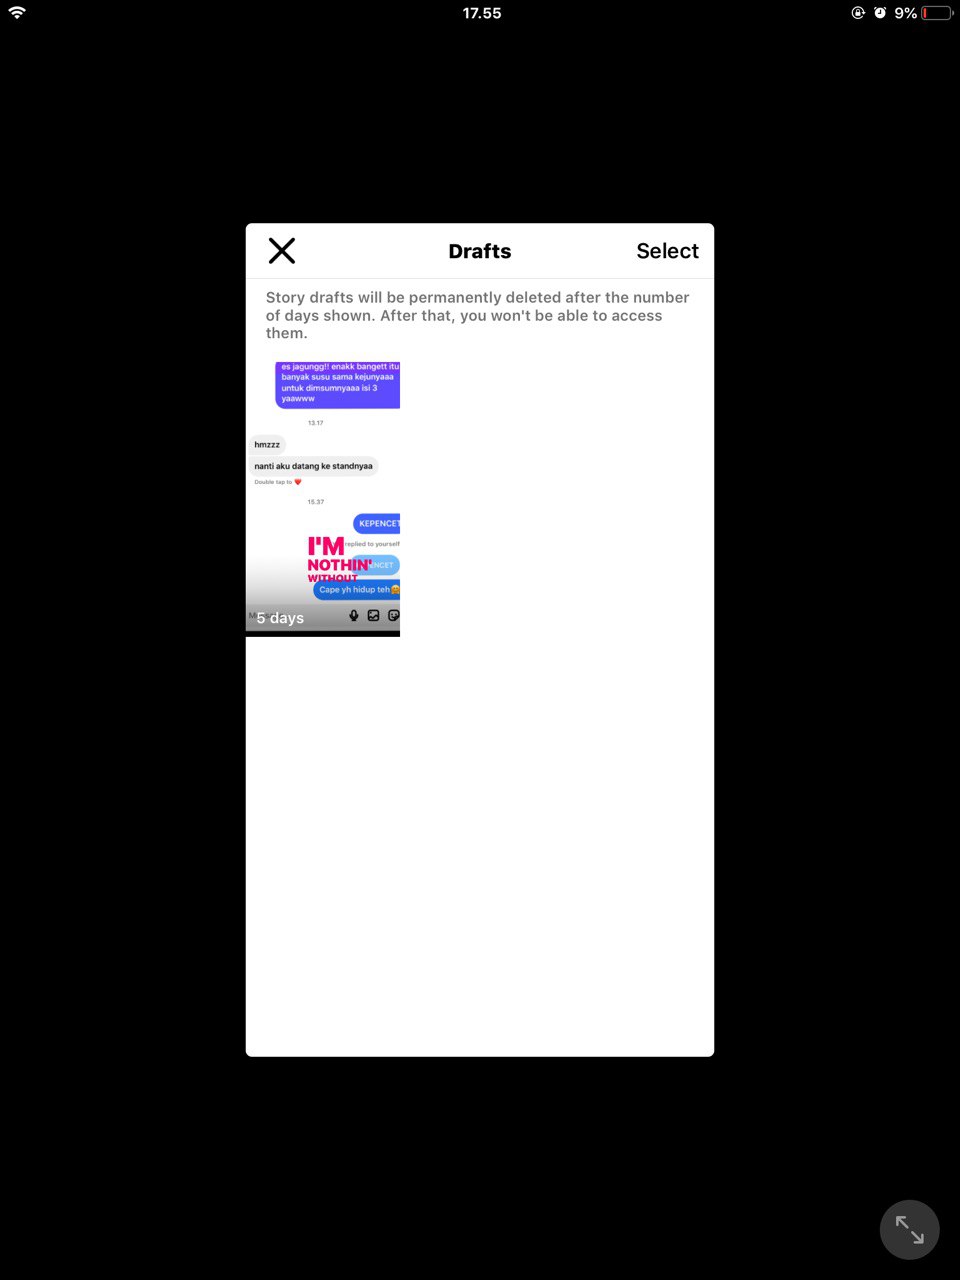 17.55
9%
Drafts
Select
Story drafts will be permanently deleted after the number
of days shown. After that, you won't be able to access
them.
es jagungg!! enakk bangett itu
banyak susu sama kejunyaaa
untuk dimsumnyaaa isi 3
yaawww
13.17
hmzzz
nanti aku datang ke standnyaa
Double tap to ❤️
15.37
KEPENCET
replied to yourself
I'M
NOTHIN'
WITHOUT
Cape yh hidup teh
5 days